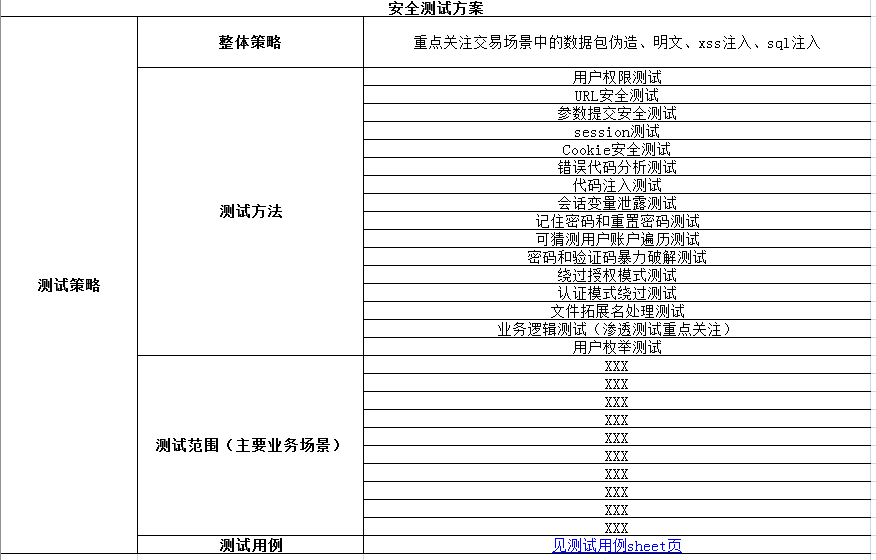 安全测试方案
测试策略
整体策略
重点关注交易场景中的数据包伪造、明文、xss注入、sql注入
测试方法
用户权限测试
URL安全测试
参数提交安全测试
session测试
Cookie安全测试
错误代码分析测试
代码注入测试
会话变量泄露测试
记住密码和重置密码测试
可猜测用户账户遍历测试
密码和验证码暴力破解测试
绕过授权模式测试
认证模式绕过测试
文件拓展名处理测试
业务逻辑测试（渗透测试重点关注）
用户枚举测试
测试范围（主要业务场景）
XXX
XXX
XXX
XXX
XXX
XXX
XXX
XXX
XXX
XXX
测试用例
见测试用例sheet页